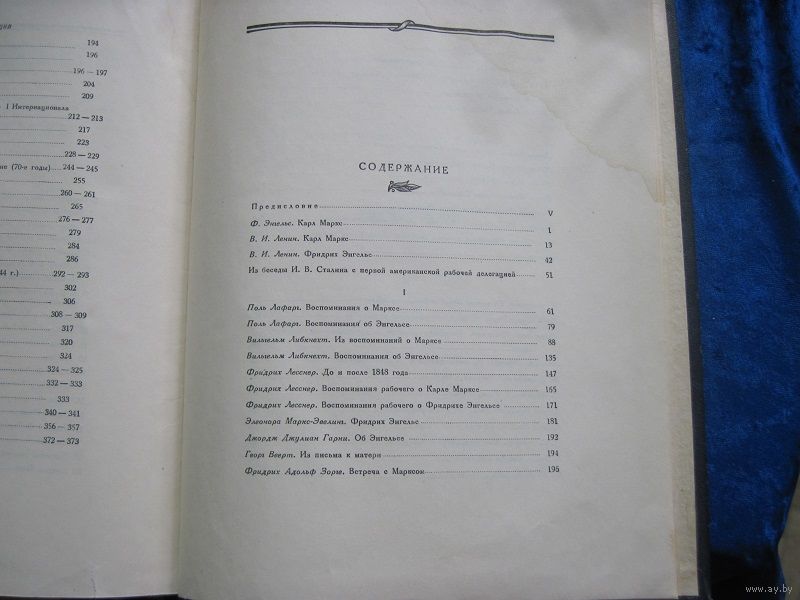 ции
194
196
196 — 197
204
209
I Интернационала
212 — 213
217
223
228 — 229
ие (70-е годы)....244 — 245
255
260 — 261
265
276 — 277
279
284
286
44 г.) 292 — 293
302
306
308 — 309
317
320
324
324 — 325
332 — 333
333
340 — 341
356 — 357
372 — 373
СОДЕРЖАНИЕ
Предисловие V
Ф. Энгельс. Карл Маркс 1
В. И. Ленин. Карл Маркс 13
В. И. Ленин. Фридрих Энгельс 42
Из беседы И. В. Сталина с первой американской рабочей делегацией 51
I
Поль Лафарг. Воспоминания о Марксе 61
Поль Лафарг. Воспоминания об Энгельсе 79
Вильгельм Либкнехт. Из воспоминаний о Марксе 88
Вильгельм Либкнехт. Воспоминания об Энгельсе 135
Фридрих Лесснер. До и после 1848 года 147
Фридрих Лесснер. Воспоминания рабочего о Карле Марксе 165
Фридрих Лесснер. Воспоминания рабочего о Фридрихе Энгельсе 171
Элеонора Маркс-Эвелинг. Фридрих Энгельс 181
Джордж Джулиан Гарни. Об Энгельсе 192
Георг Веерт. Из письма к матери 194
Фридрих Адольф Зорге. Встреча с Марксом 196
www.ay.by